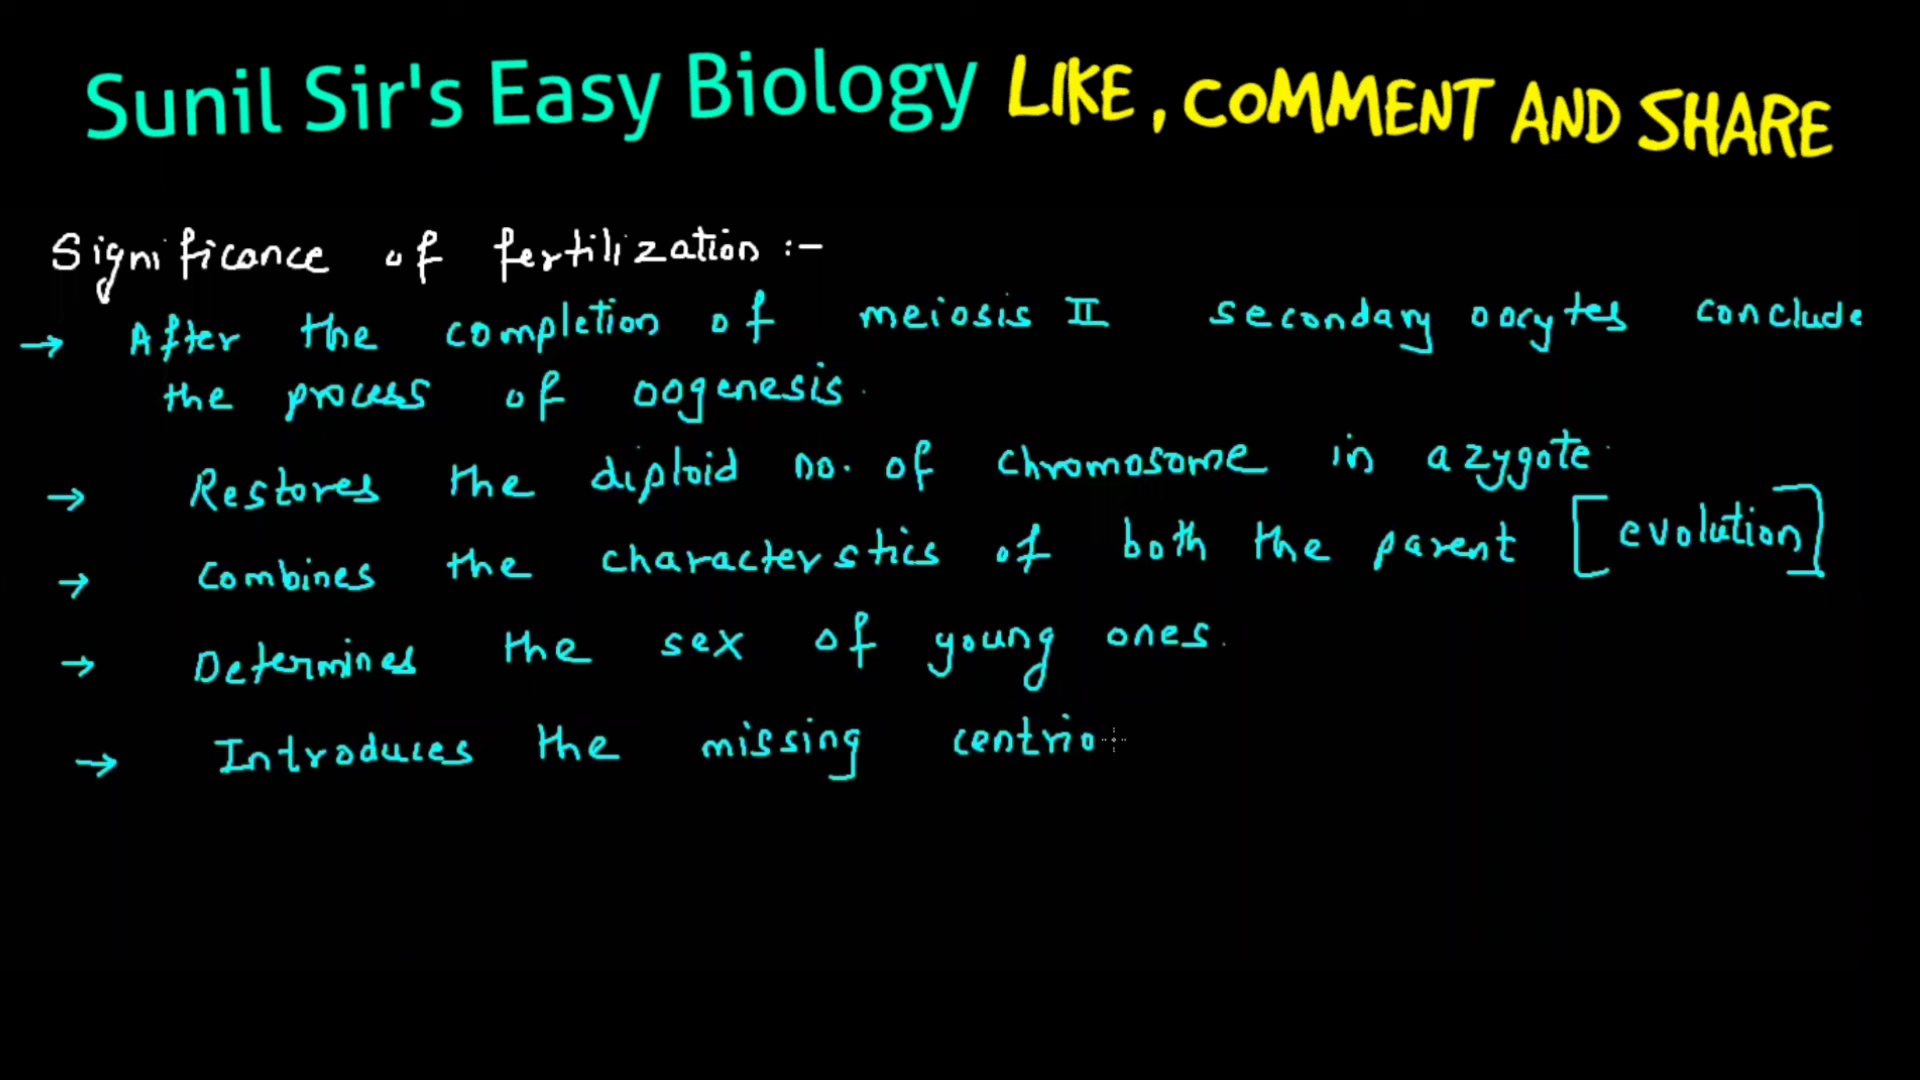 Sunil Sir's Easy Biology LIKE, COMMENT AND SHARE
Significance of fertilization :-
→ After the completion of meiosis II secondary oocytes conclude
the process of oogenesis.
→ Restores the diploid no. of chromosome in a zygote.
→ Combines the characterstics of both the parent [evolution]
→ Determines the sex of young ones.
→ Introduces the missing centrio